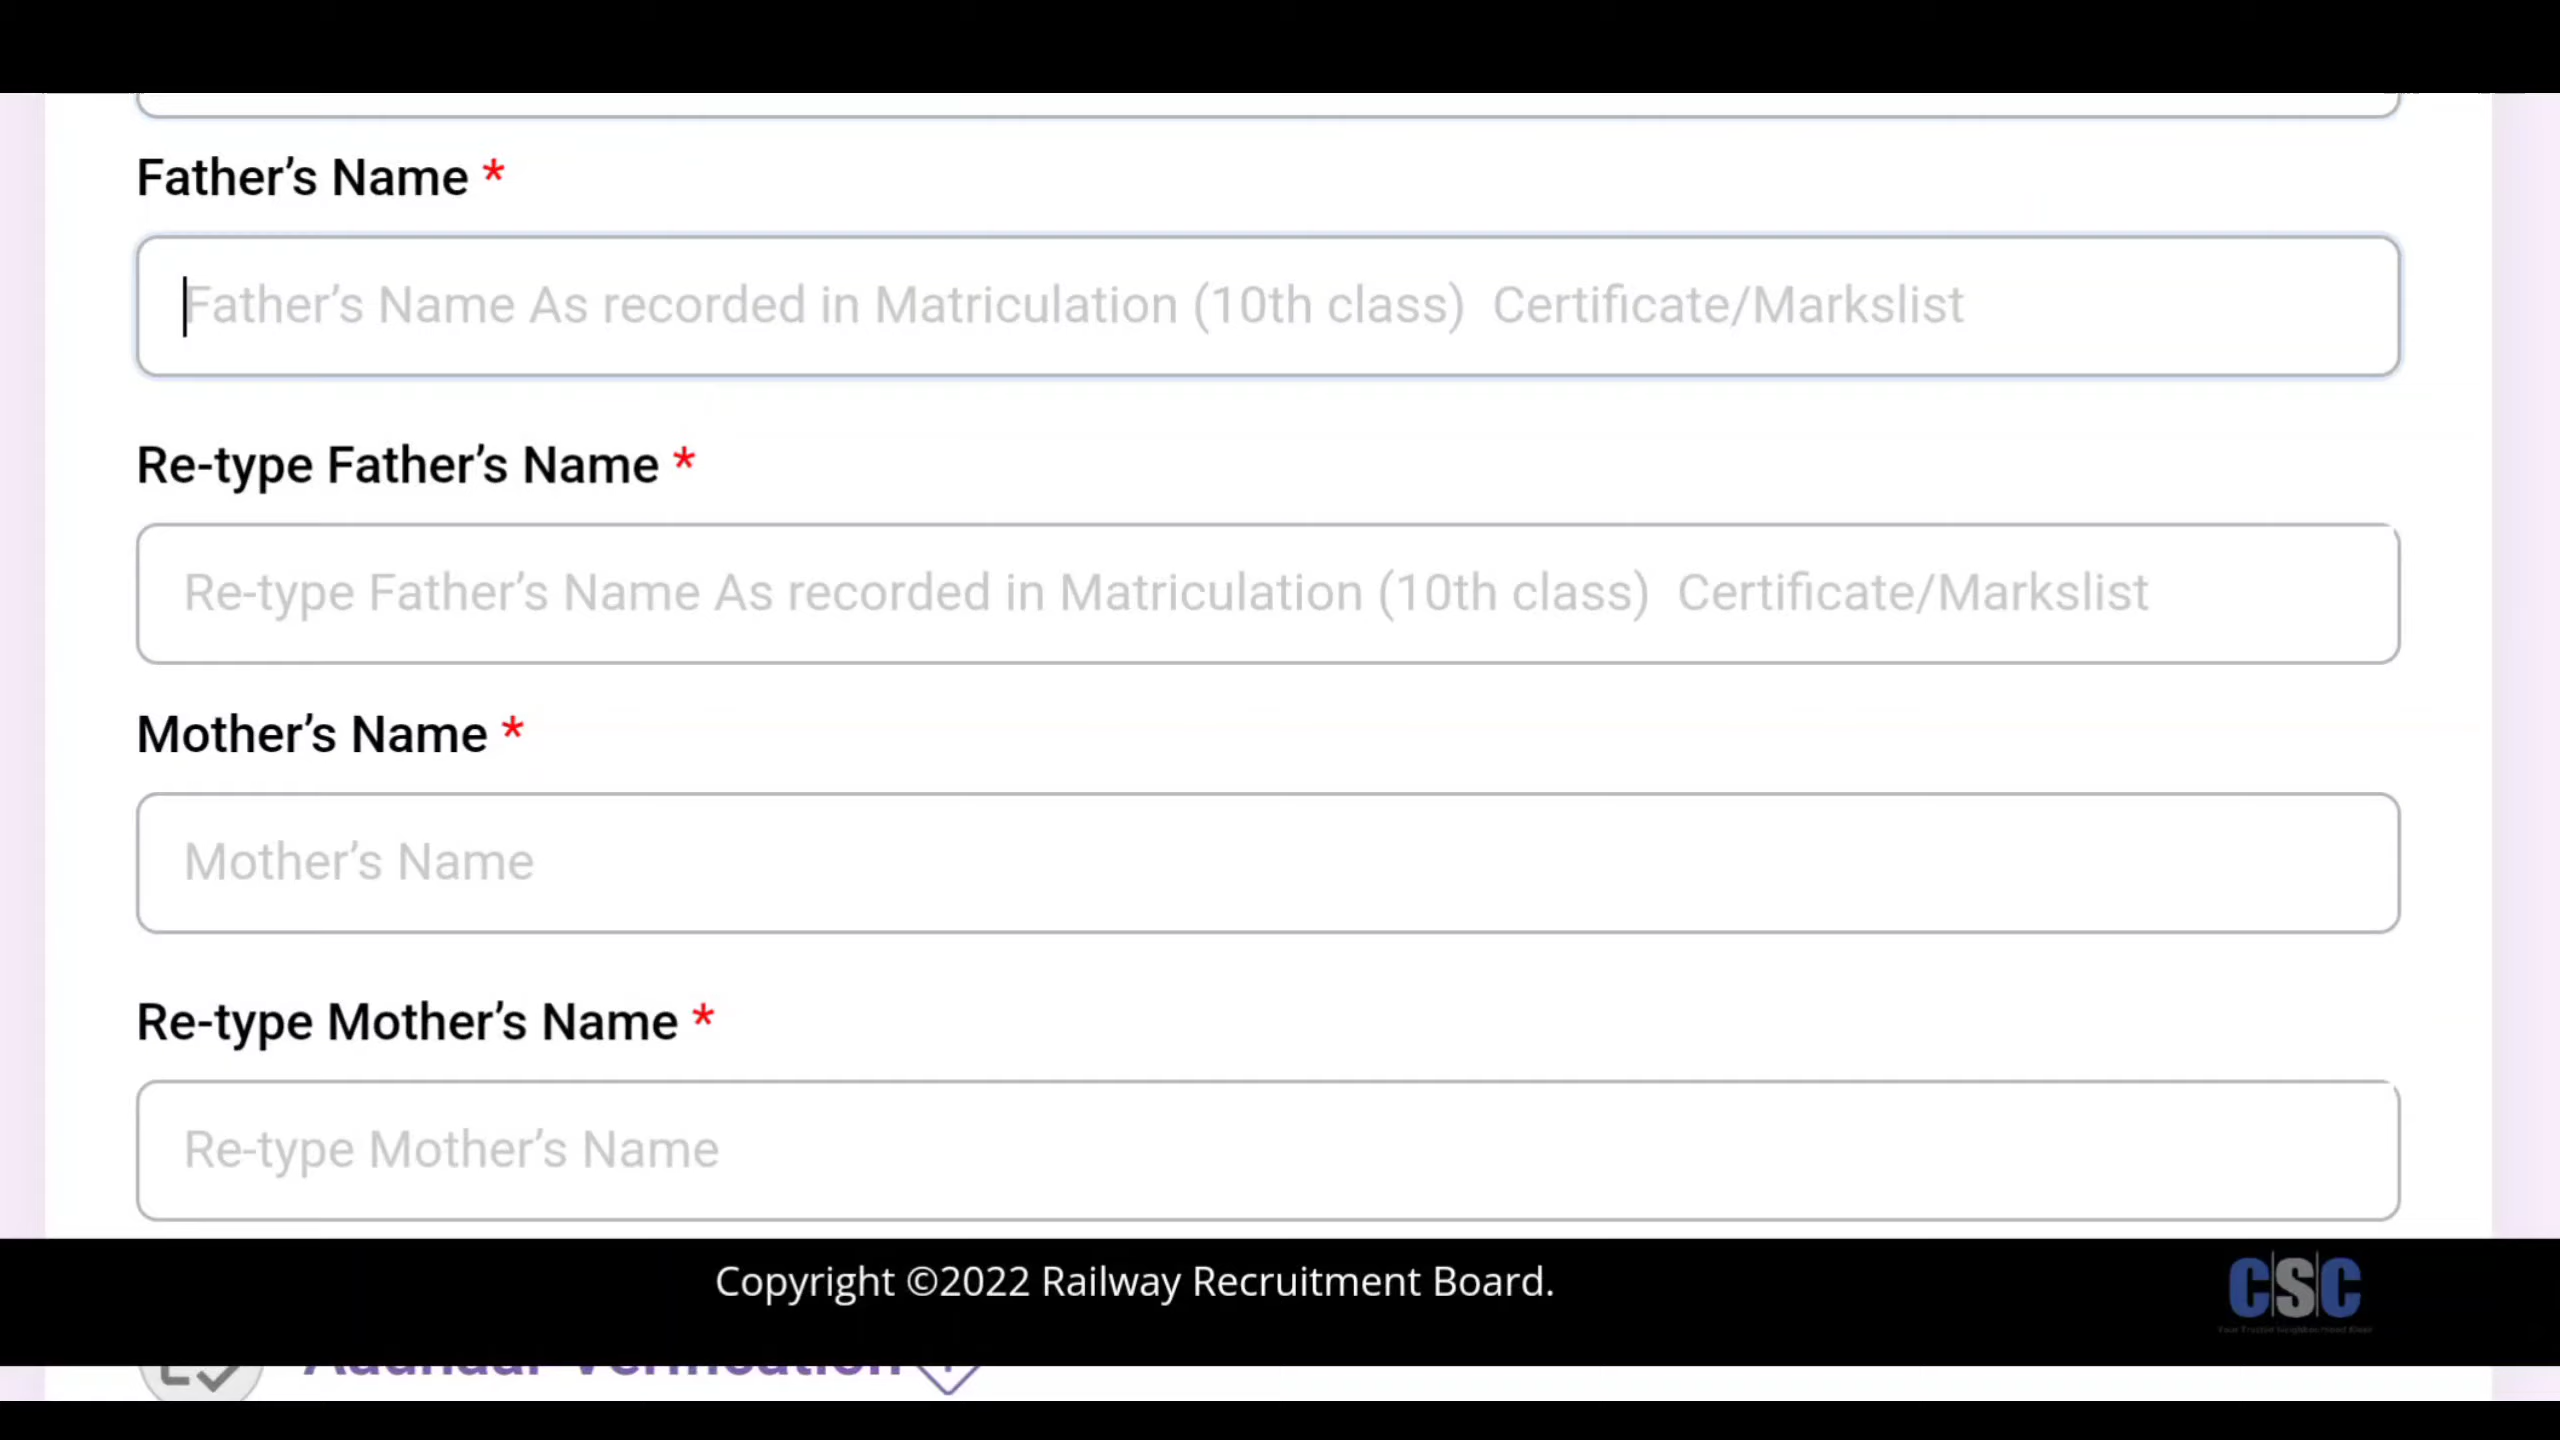 Father’s Name *
Father’s Name As recorded in Matriculation (10th class)  Certificate/Markslist
Re-type Father’s Name *
Re-type Father’s Name As recorded in Matriculation (10th class)  Certificate/Markslist
Mother’s Name *
Mother’s Name
Re-type Mother’s Name *
Re-type Mother’s Name
Copyright ©2022 Railway Recruitment Board.
CSC
Aadhaar Verification